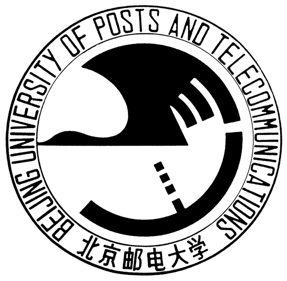 BEIJING UNIVERSITY OF POSTS AND TELECOMMUNICATIONS
北京邮电大学